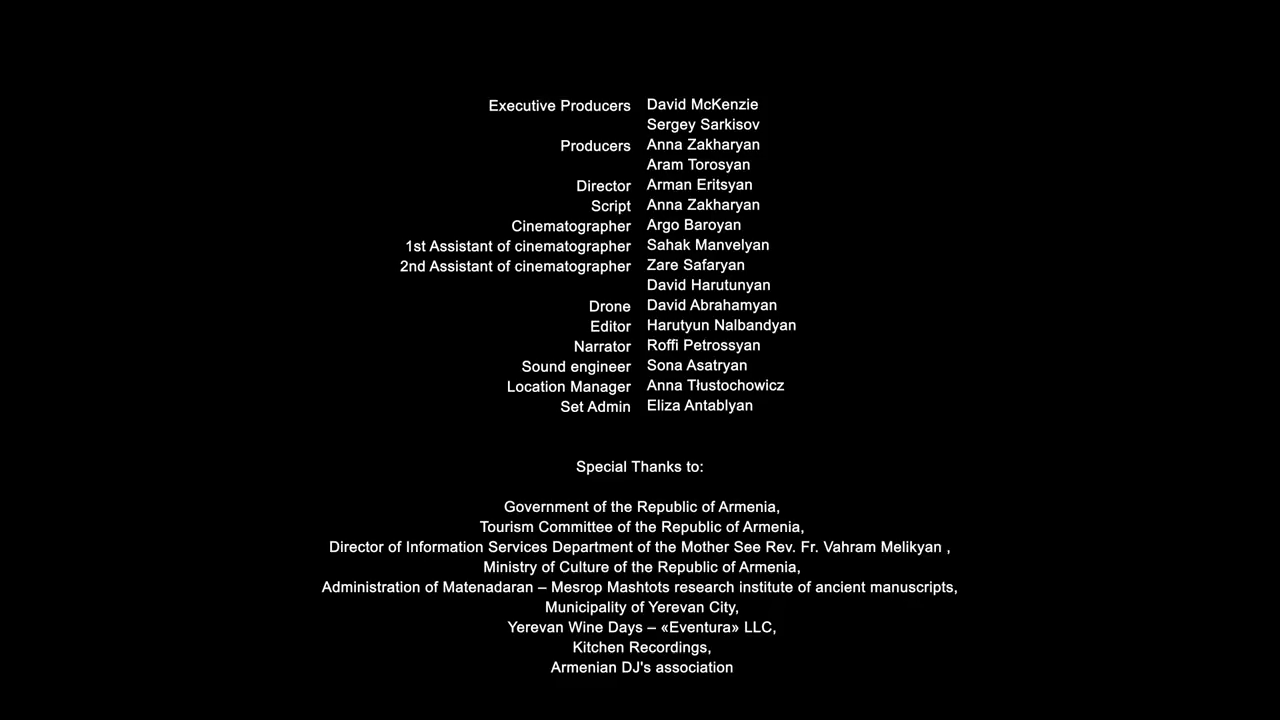 Executive Producers David McKenzie
Sergey Sarkisov
Producers Anna Zakharyan
Aram Torosyan
Director Arman Eritsyan
Script Anna Zakharyan
Cinematographer Argo Baroyan
1st Assistant of cinematographer Sahak Manvelyan
2nd Assistant of cinematographer Zare Safaryan
David Harutunyan
Drone David Abrahamyan
Editor Harutyun Nalbandyan
Narrator Roffi Petrossyan
Sound engineer Sona Asatryan
Location Manager Anna Tłustochowicz
Set Admin Eliza Antablyan
Special Thanks to:
Government of the Republic of Armenia,
Tourism Committee of the Republic of Armenia,
Director of Information Services Department of the Mother See Rev. Fr. Vahram Melikyan ,
Ministry of Culture of the Republic of Armenia,
Administration of Matenadaran – Mesrop Mashtots research institute of ancient manuscripts,
Municipality of Yerevan City,
Yerevan Wine Days – «Eventura» LLC,
Kitchen Recordings,
Armenian DJ's association